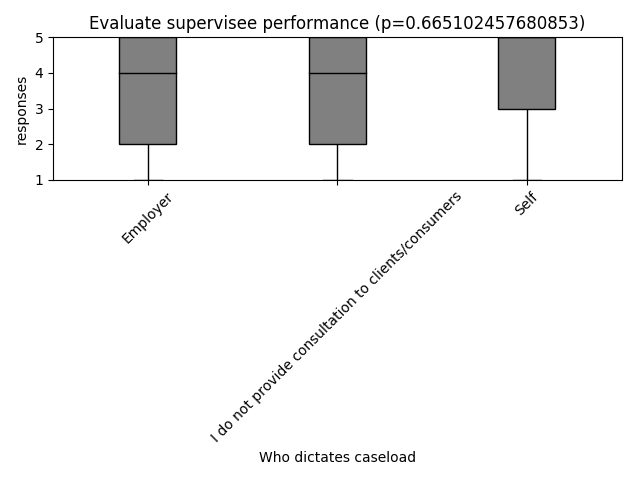 Evaluate supervisee performance (p=0.665102457680853)
responses
5
4
3
2
1
Employer
I do not provide consultation to clients/consumers
Self
Who dictates caseload